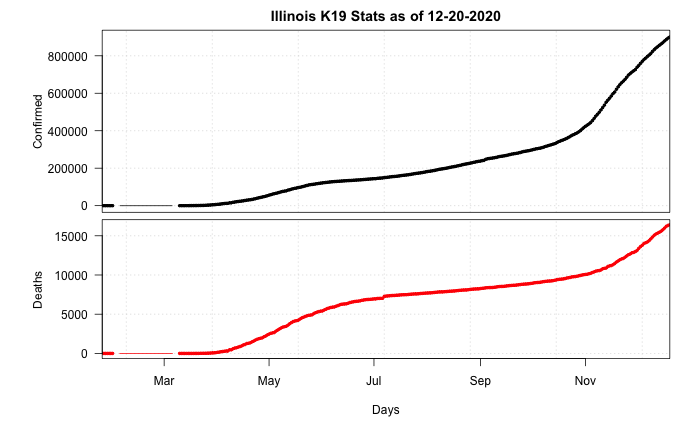 Illinois K19 Stats as of 12-20-2020
Confirmed
800000
600000
400000
200000
0
Deaths
15000
10000
5000
0
Mar May Jul Sep Nov
Days